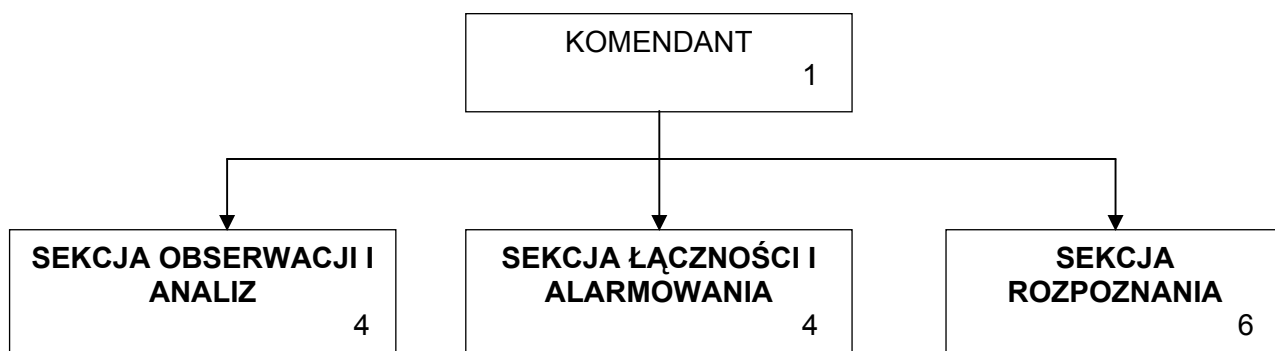 KOMENDANT
1
SEKCJA OBSERWACJI I
ANALIZ
4
SEKCJA ŁĄCZNOŚCI I
ALARMOWANIA
4
SEKCJA
ROZPOZNANIA
6